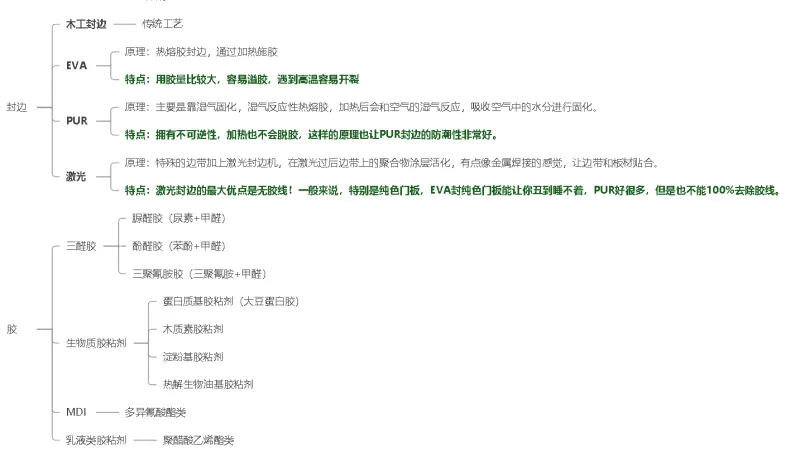 木工封边
传统工艺
原理：热熔胶封边，通过加热施胶
EVA
特点：用胶量比较大，容易溢胶，遇到高温容易开裂
封边
原理：主要是靠湿气固化，湿气反应性热熔胶，加热后会和空气的湿气反应，吸收空气中的水分进行固化。
PUR
特点：拥有不可逆性，加热也不会脱胶，这样的原理也让PUR封边的防潮性非常好。
原理：特殊的边带加上激光封边机，在激光过后边带上的聚合物涂层活化，有点像金属焊接的感觉，让边带和板材贴合。
激光
特点：激光封边的最大优点是无胶线！一般来说，特别是纯色门板，EVA封纯色门板能让你丑到睡不着，PUR好很多，但是也不能100%去除胶线。
脲醛胶（尿素+甲醛）
三醛胶
酚醛胶（苯酚+甲醛）
三聚氰胺胶（三聚氰胺+甲醛）
蛋白质基胶粘剂（大豆蛋白胶）
胶
木质素胶粘剂
生物质胶粘剂
淀粉基胶粘剂
热解生物油基胶粘剂
MDI
多异氰酸酯类
乳液类胶粘剂
聚醋酸乙烯酯类